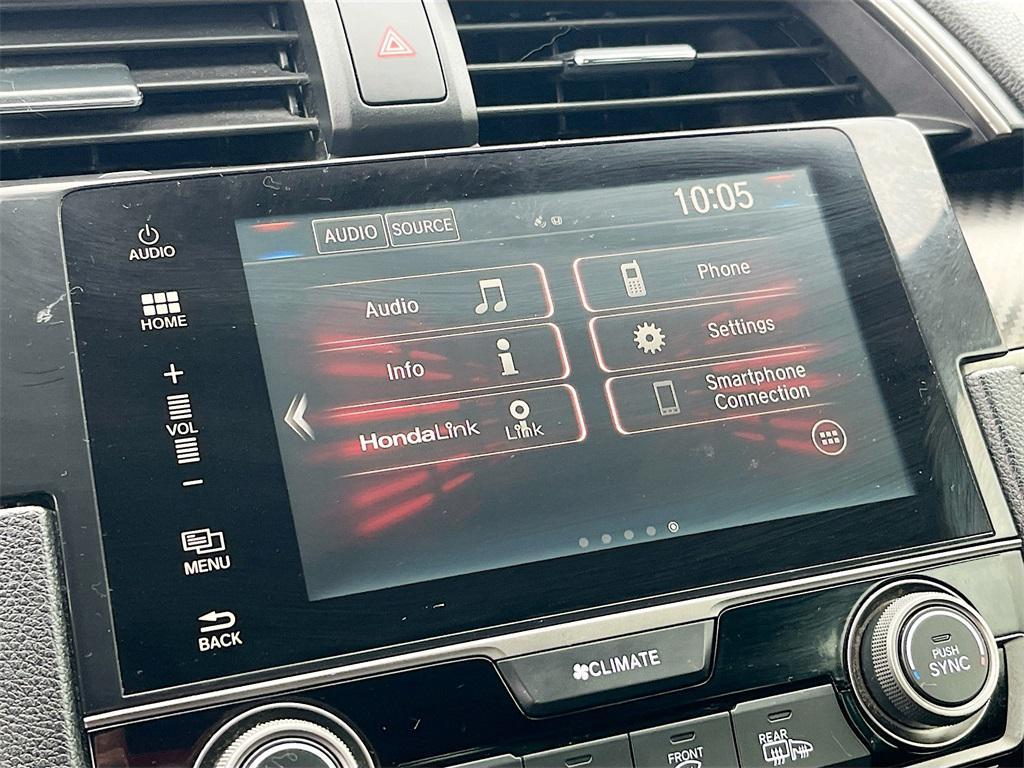 AUDIO
HOME
+
VOL
−
MENU
BACK
AUDIO SOURCE
10:05
Audio
Phone
Info
Settings
HondaLink
Link
Smartphone
Connection
CLIMATE
PUSH
SYNC
FRONT
REAR